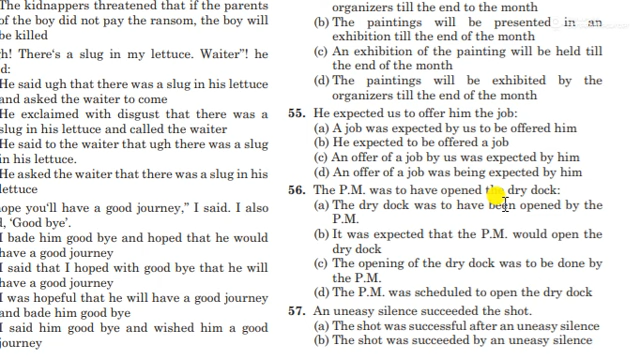 The kidnappers threatened that if the parents
of the boy did not pay the ransom, the boy will
be killed
h! There's a slug in my lettuce. Waiter"! he
d:
He said ugh that there was a slug in his lettuce
and asked the waiter to come
He exclaimed with disgust that there was a
slug in his lettuce and called the waiter
He said to the waiter that ugh there was a slug
in his lettuce.
He asked the waiter that there was a slug in his
lettuce
ope you'll have a good journey," I said. I also
l, 'Good bye'.
I bade him good bye and hoped that he would
have a good journey
I said that I hoped with good bye that he will
have a good journey
I was hopeful that he will have a good journey
and bade him good bye
I said him good bye and wished him a good
journey
organizers till the end to the month
(b) The paintings will be presented in an
exhibition till the end of the month
(c) An exhibition of the painting will be held till
the end of the month
(d) The paintings will be exhibited by the
organizers till the end of the month
55. He expected us to offer him the job:
(a) A job was expected by us to be offered him
(b) He expected to be offered a job
(c) An offer of a job by us was expected by him
(d) An offer of a job was being expected by him
56. The P.M. was to have opened the dry dock:
(a) The dry dock was to have been opened by the
P.M.
(b) It was expected that the P.M. would open the
dry dock
(c) The opening of the dry dock was to be done by
the P.M.
(d) The P.M. was scheduled to open the dry dock
57. An uneasy silence succeeded the shot.
(a) The shot was successful after an uneasy silence
(b) The shot was succeeded by an uneasy silence